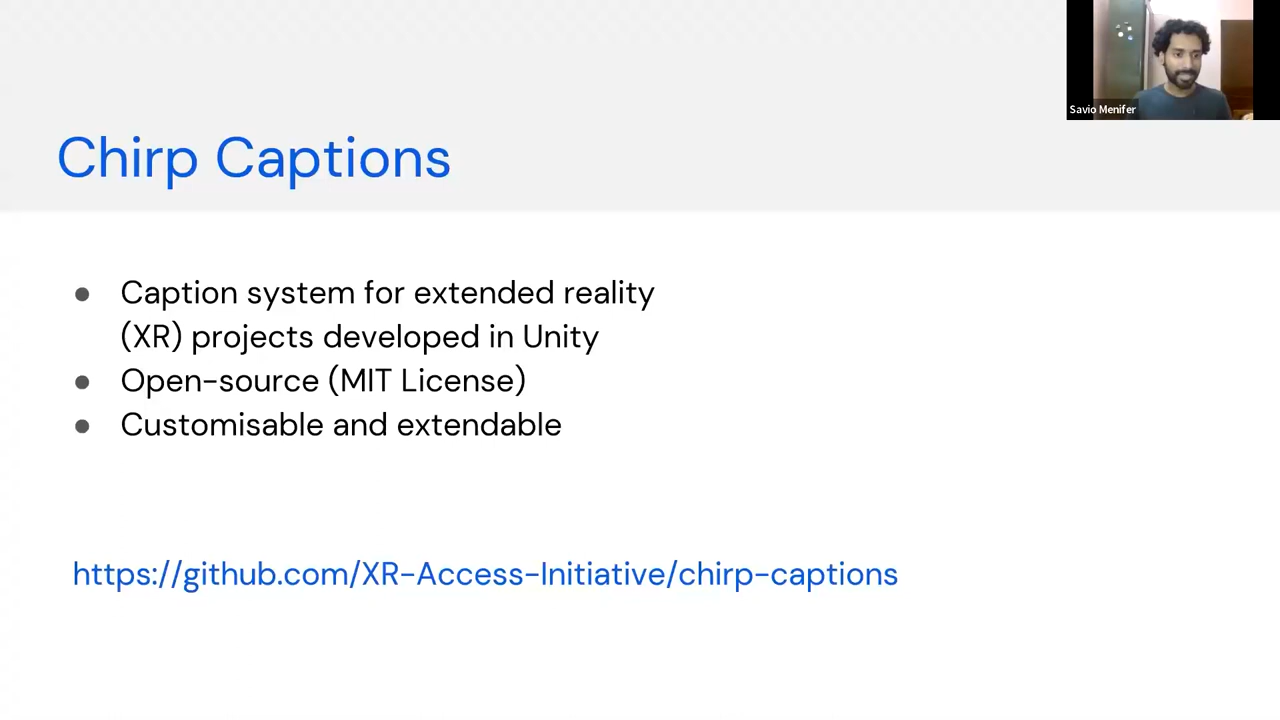 Savio Menifer
Chirp Captions
● Caption system for extended reality
(XR) projects developed in Unity
● Open-source (MIT License)
● Customisable and extendable
https://github.com/XR-Access-Initiative/chirp-captions